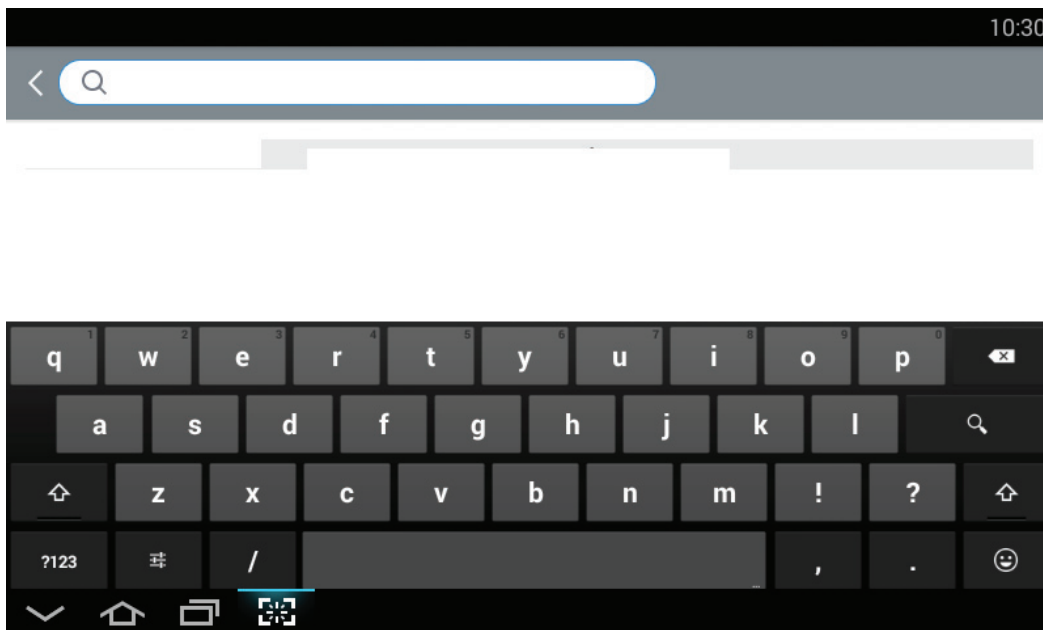 10:30
1 2 3 4 5 6 7 8 9 0
q w e r t y u i o p
a s d f g h j k l
z x c v b n m ! ?
?123 / , .